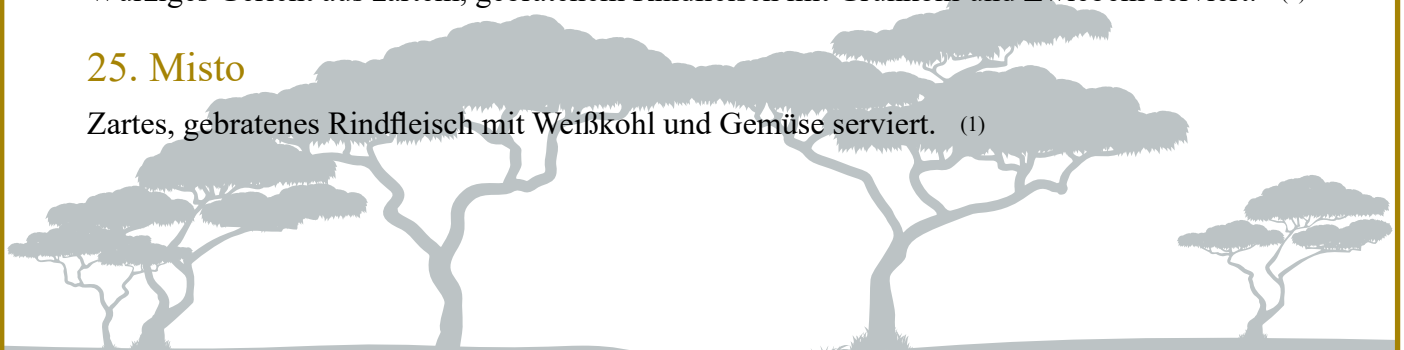 25. Misto
Zartes, gebratenes Rindfleisch mit Weißkohl und Gemüse serviert. (1)